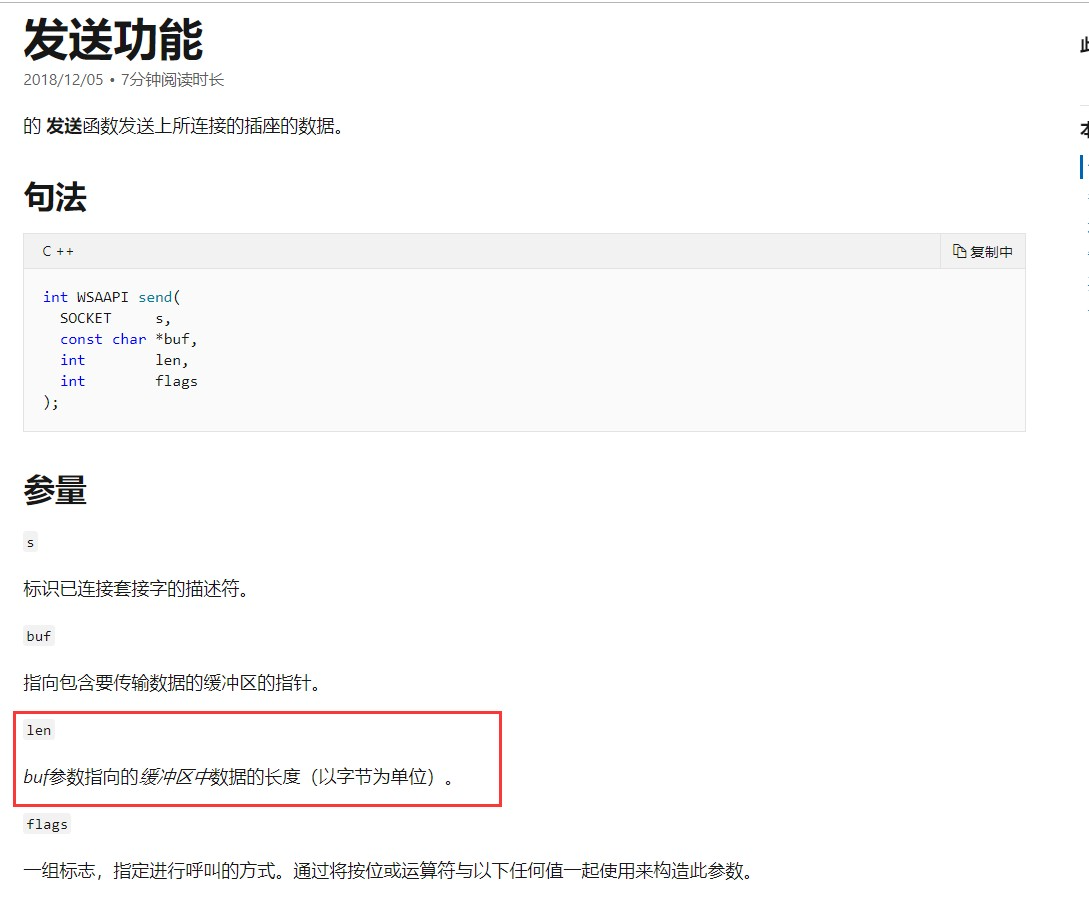 发送功能
2018/12/05 • 7分钟阅读时长
的 发送函数发送上所连接的插座的数据。
句法
C ++
复制中
int WSAAPI send(
SOCKET s,
const char *buf,
int len,
int flags
);
参量
s
标识已连接套接字的描述符。
buf
指向包含要传输数据的缓冲区的指针。
len
buf参数指向的缓冲区中数据的长度（以字节为单位）。
flags
一组标志，指定进行呼叫的方式。通过将按位或运算符与以下任何值一起使用来构造此参数。